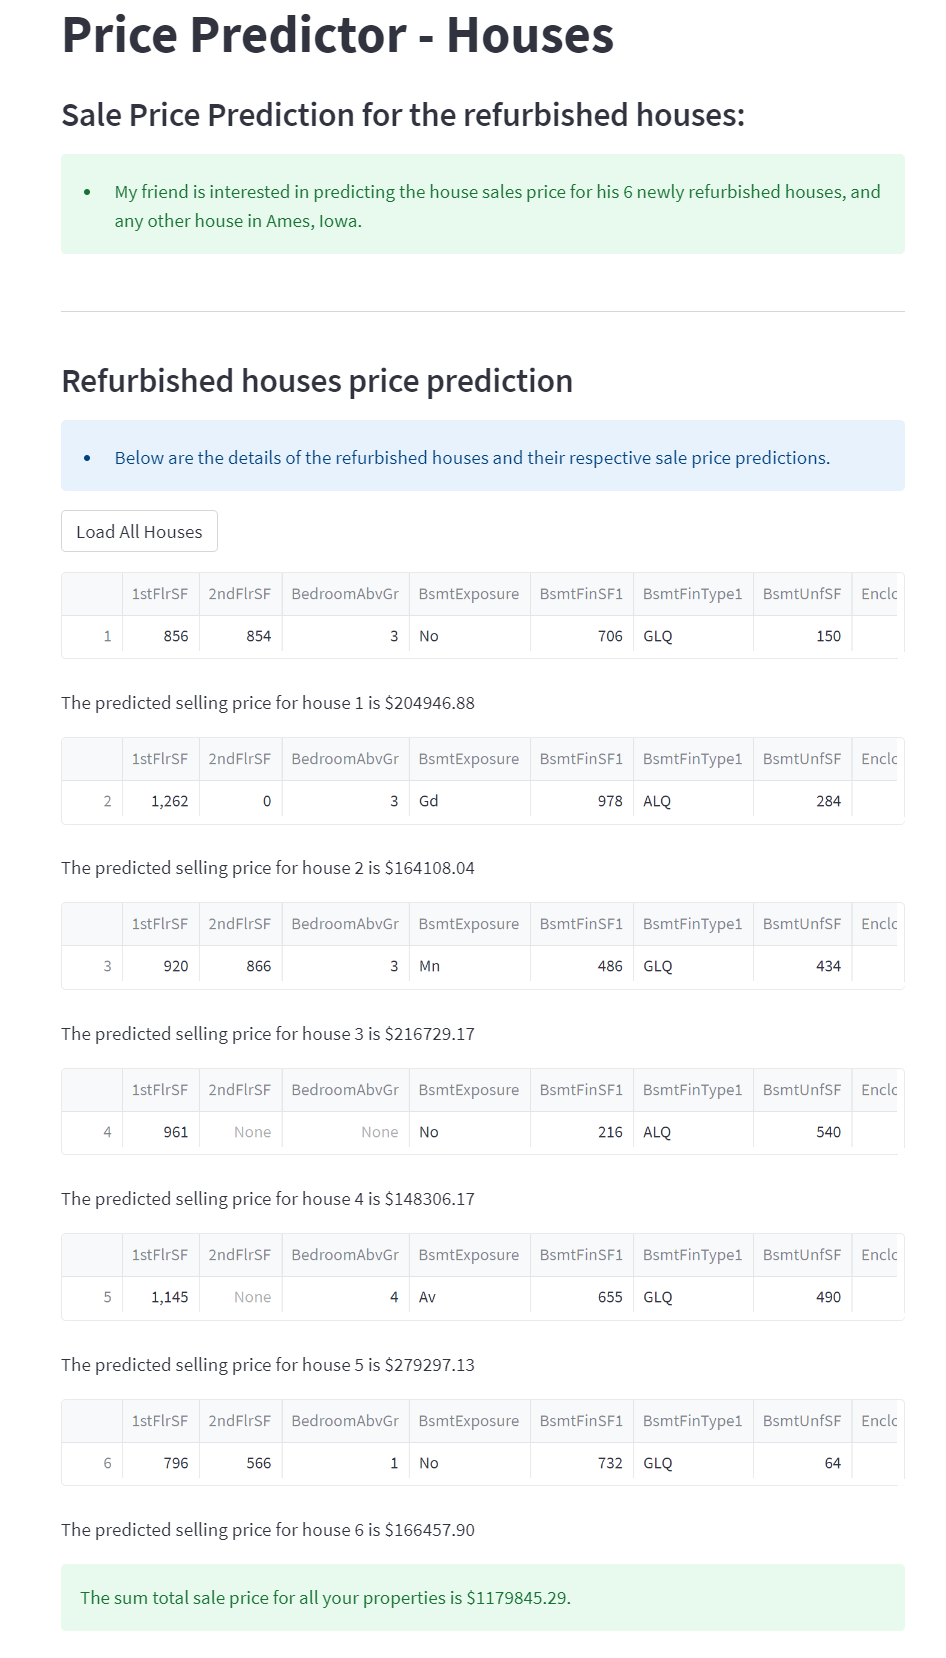 Price Predictor - Houses
Sale Price Prediction for the refurbished houses:
• My friend is interested in predicting the house sales price for his 6 newly refurbished houses, and
any other house in Ames, Iowa.
Refurbished houses price prediction
• Below are the details of the refurbished houses and their respective sale price predictions.
Load All Houses
1stFlrSF 2ndFlrSF BedroomAbvGr BsmtExposure BsmtFinSF1 BsmtFinType1 BsmtUnfSF Enclo
1 856 854 3 No 706 GLQ 150
The predicted selling price for house 1 is $204946.88
1stFlrSF 2ndFlrSF BedroomAbvGr BsmtExposure BsmtFinSF1 BsmtFinType1 BsmtUnfSF Enclo
2 1,262 0 3 Gd 978 ALQ 284
The predicted selling price for house 2 is $164108.04
1stFlrSF 2ndFlrSF BedroomAbvGr BsmtExposure BsmtFinSF1 BsmtFinType1 BsmtUnfSF Enclo
3 920 866 3 Mn 486 GLQ 434
The predicted selling price for house 3 is $216729.17
1stFlrSF 2ndFlrSF BedroomAbvGr BsmtExposure BsmtFinSF1 BsmtFinType1 BsmtUnfSF Enclo
4 961 None None No 216 ALQ 540
The predicted selling price for house 4 is $148306.17
1stFlrSF 2ndFlrSF BedroomAbvGr BsmtExposure BsmtFinSF1 BsmtFinType1 BsmtUnfSF Enclo
5 1,145 None 4 Av 655 GLQ 490
The predicted selling price for house 5 is $279297.13
1stFlrSF 2ndFlrSF BedroomAbvGr BsmtExposure BsmtFinSF1 BsmtFinType1 BsmtUnfSF Enclo
6 796 566 1 No 732 GLQ 64
The predicted selling price for house 6 is $166457.90
The sum total sale price for all your properties is $1179845.29.